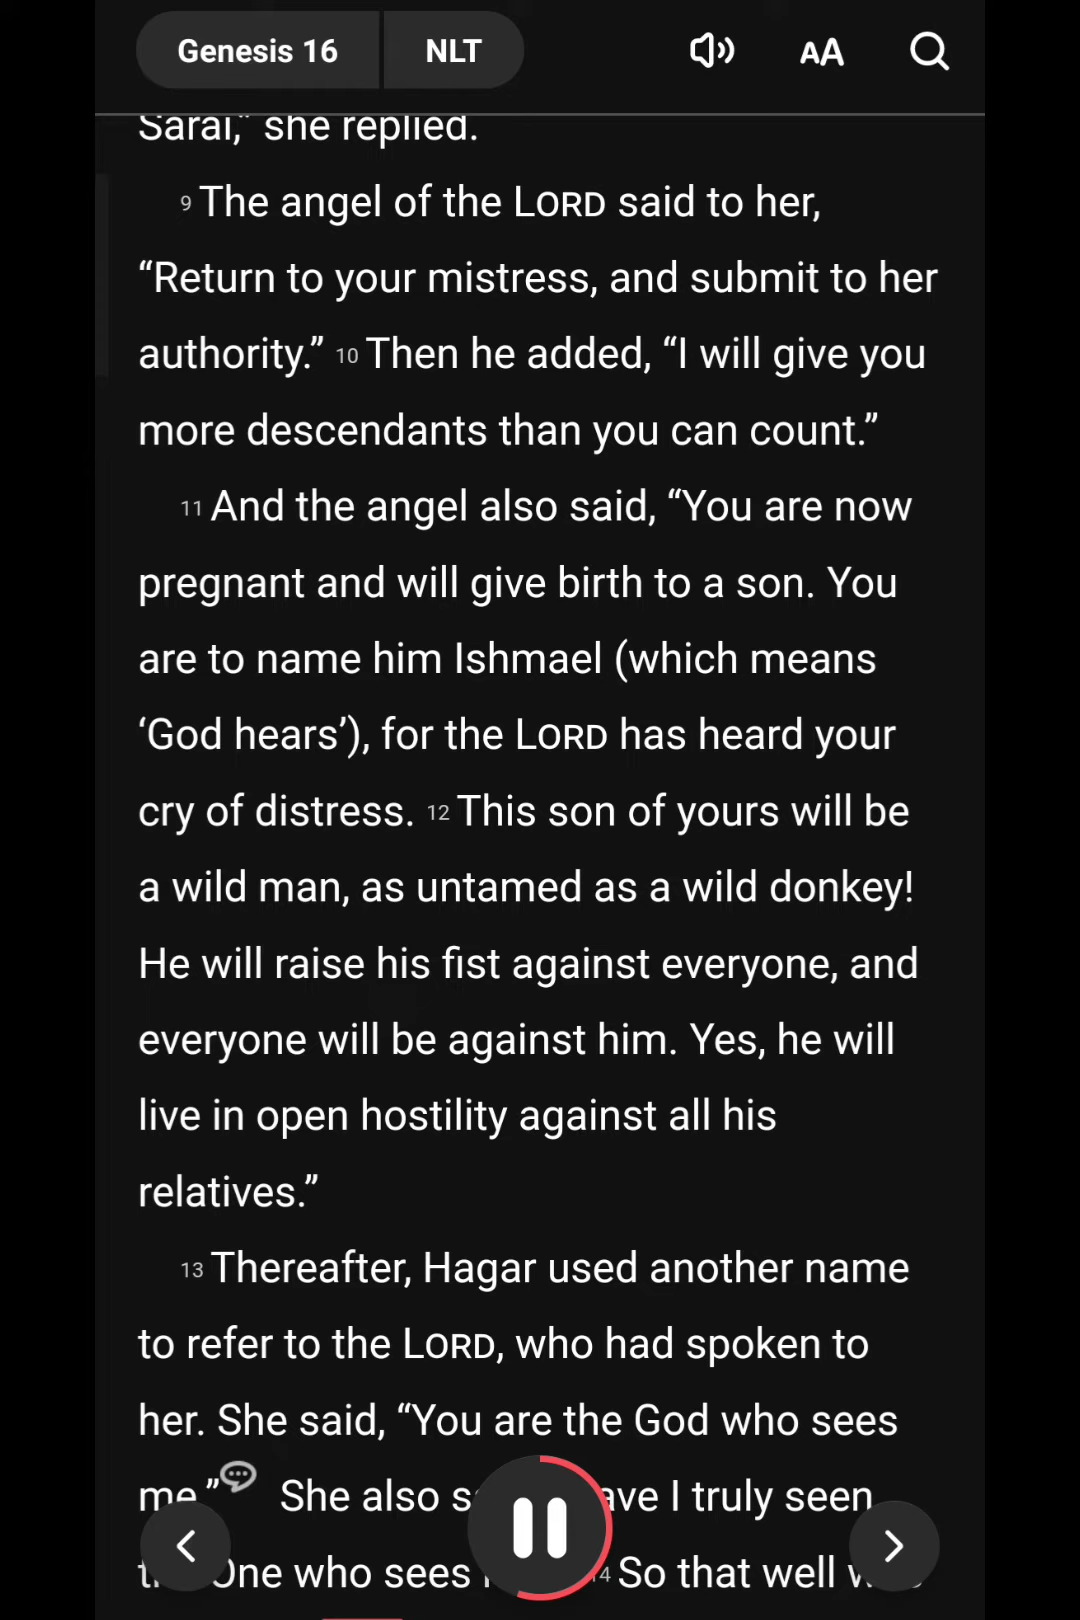 Genesis 16 NLT AA
Sarai,” she replied.
9 The angel of the LORD said to her,
“Return to your mistress, and submit to her
authority.” 10 Then he added, “I will give you
more descendants than you can count.”
11 And the angel also said, “You are now
pregnant and will give birth to a son. You
are to name him Ishmael (which means
‘God hears’), for the LORD has heard your
cry of distress. 12 This son of yours will be
a wild man, as untamed as a wild donkey!
He will raise his fist against everyone, and
everyone will be against him. Yes, he will
live in open hostility against all his
relatives.”
13 Thereafter, Hagar used another name
to refer to the LORD, who had spoken to
her. She said, “You are the God who sees
me.” She also I truly seen
One who sees 14 So that well